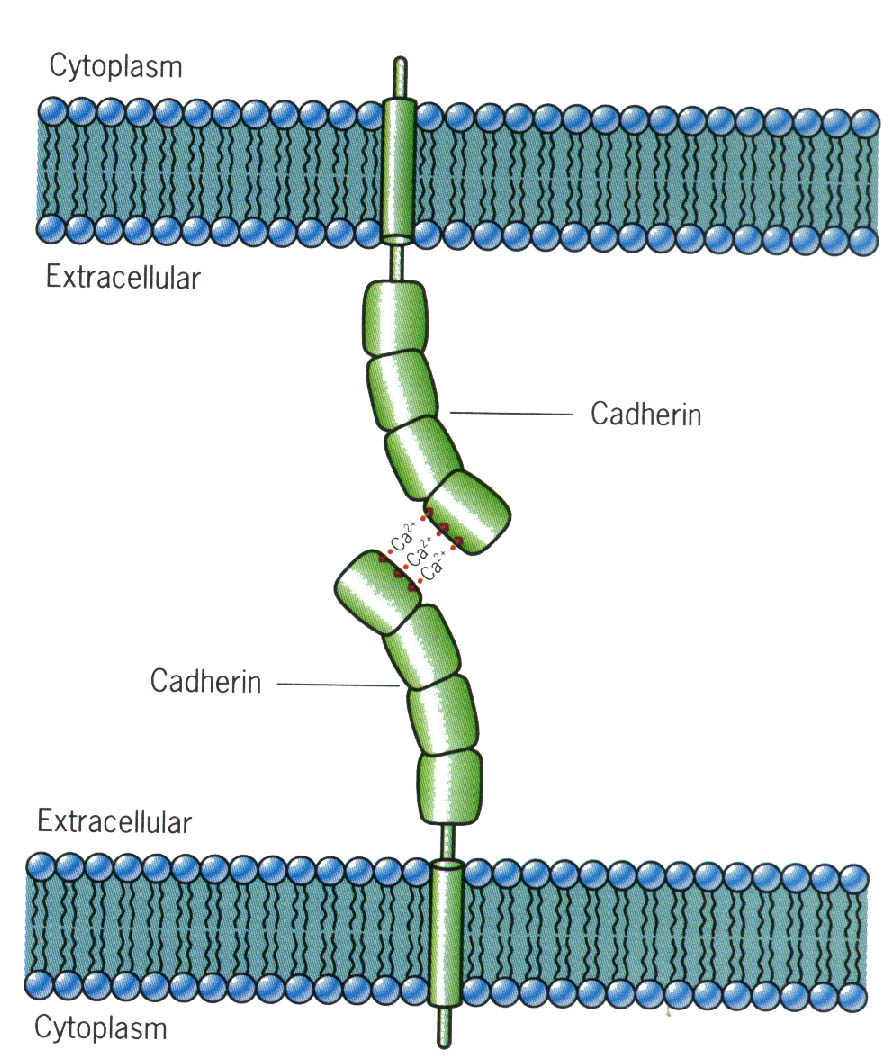 Cytoplasm
Extracellular
Cadherin
Ca²⁺
Ca²⁺
Ca²⁺
Cadherin
Extracellular
Cytoplasm